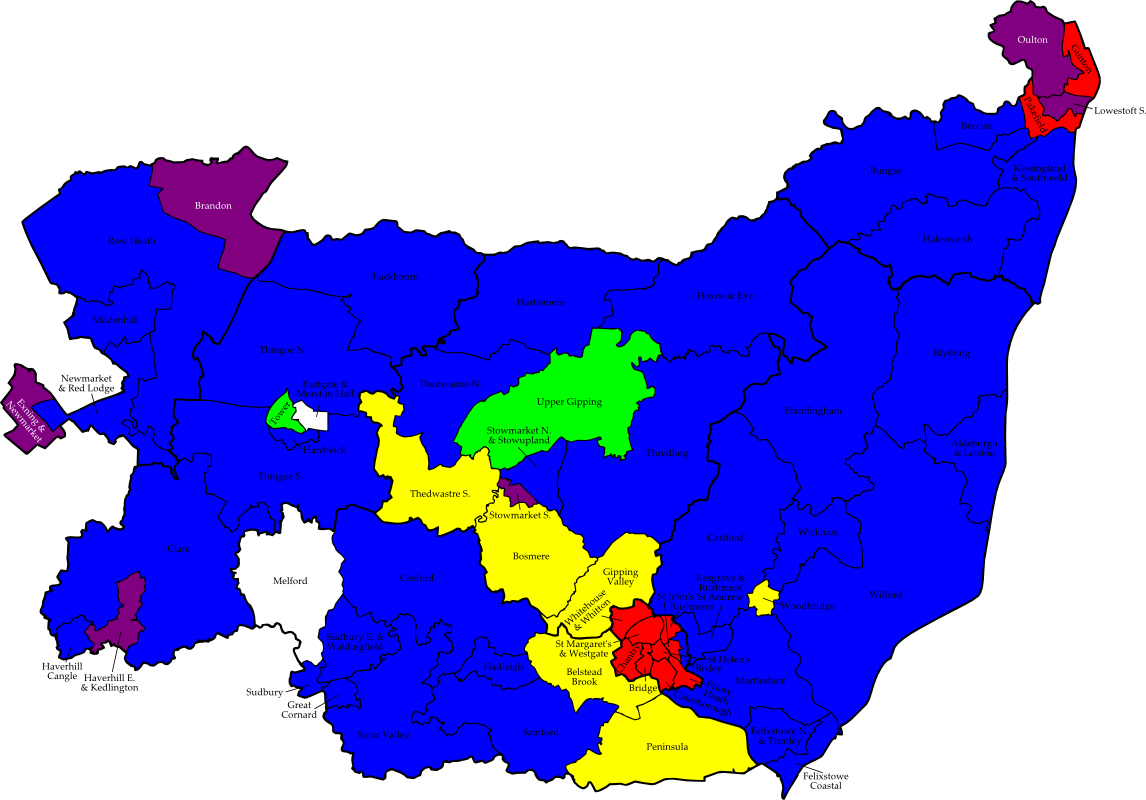 Oulton
Gunton
Pakefield
Lowestoft S.
Beccles
Bungay
Kessingland
& Southwold
Halesworth
Brandon
Row Heath
Blackbourn
Hartismere
Hoxne & Eye
Mildenhall
Thingoe N.
Blything
Newmarket
& Red Lodge
Exning &
Newmarket
Eastgate &
Moreton Hall
Tower
Hardwick
Thedwastre N.
Upper Gipping
Stowmarket N.
& Stowupland
Framlingham
Aldeburgh
& Leiston
Thredling
Thingoe S.
Thedwastre S.
Stowmarket S.
Carlford
Wickham
Clare
Melford
Cosford
Bosmere
Gipping
Valley
Whitehouse
& Whitton
Kesgrave &
Rushmere
St John's
St Andrew
Rushmere
Woodbridge
Wilford
Sudbury E. &
Waldingfield
St Margaret's
& Westgate
Chantry
Hadleigh
Belstead
Brook
Bridge
St Helen's
Bixley
Priory
Heath
Gainsborough
Martlesham
Haverhill
Cangle
Haverhill E.
& Kedlington
Sudbury
Great
Cornard
Stour Valley
Samford
Peninsula
Felixstowe N.
& Trimley
Felixstowe
Coastal